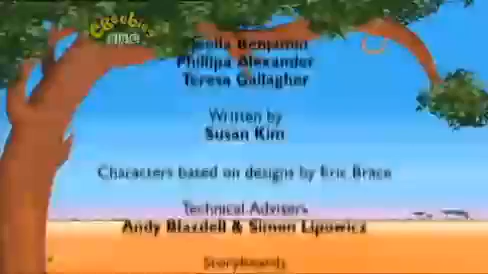 CBeebies
BBC
Benjamin
Phillipa Alexander
Teresa Gallagher
Written by
Susan Kim
Characters based on designs by Eric Brace
Technical Advisers
Andy Blazdell & Simon Lipowicz
Storyboards